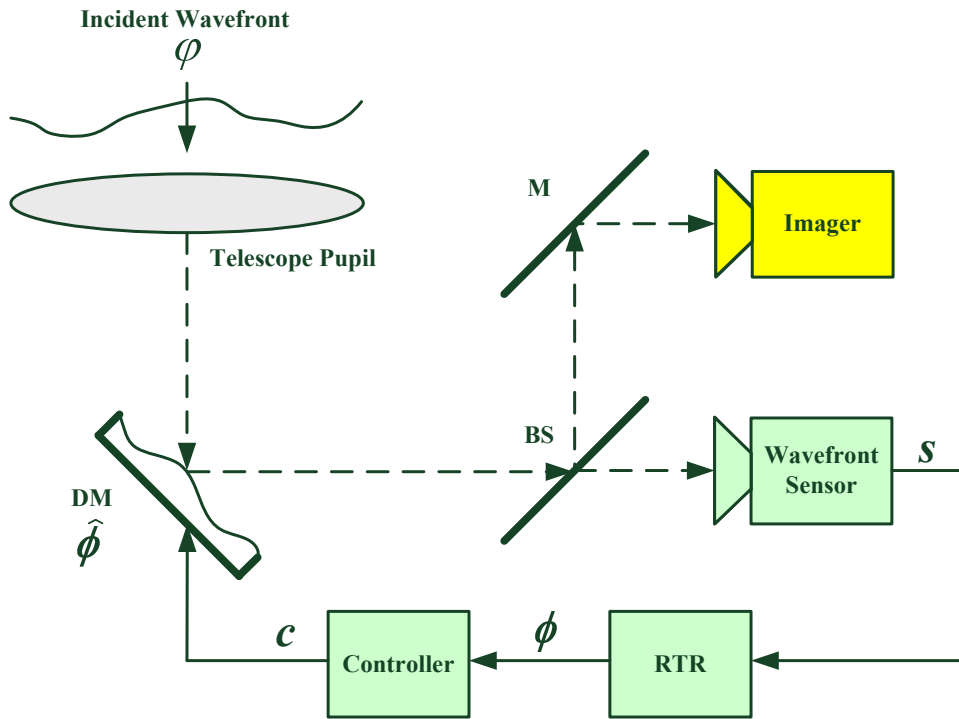 Incident Wavefront
φ
M
Imager
Telescope Pupil
BS
Wavefront
Sensor
s
DM
ϕ̂
c
Controller
ϕ
RTR